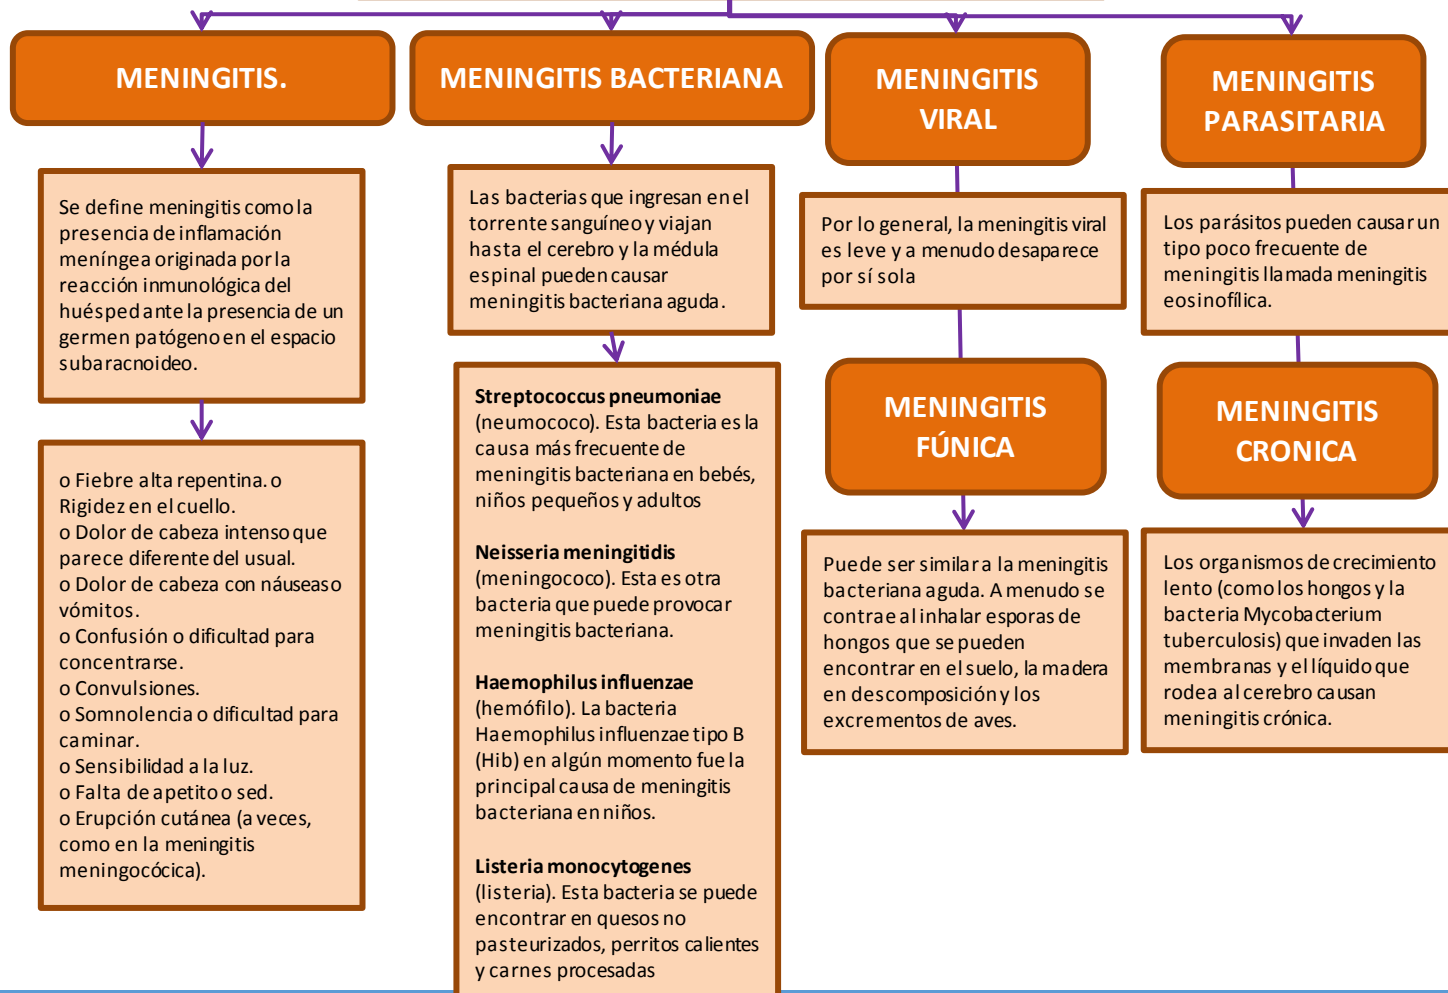 MENINGITIS.
Se define meningitis como la
presencia de inflamación
meníngea originada por la
reacción inmunológica del
huésped ante la presencia de un
germen patógeno en el espacio
subaracnoideo.
o Fiebre alta repentina. o
Rigidez en el cuello.
o Dolor de cabeza intenso que
parece diferente del usual.
o Dolor de cabeza con náuseas o
vómitos.
o Confusión o dificultad para
concentrarse.
o Convulsiones.
o Somnolencia o dificultad para
caminar.
o Sensibilidad a la luz.
o Falta de apetito o sed.
o Erupción cutánea (a veces,
como en la meningitis
meningocócica).
MENINGITIS BACTERIANA
Las bacterias que ingresan en el
torrente sanguíneo y viajan
hasta el cerebro y la médula
espinal pueden causar
meningitis bacteriana aguda.
Streptococcus pneumoniae
(neumococo). Esta bacteria es la
causa más frecuente de
meningitis bacteriana en bebés,
niños pequeños y adultos
Neisseria meningitidis
(meningococo). Esta es otra
bacteria que puede provocar
meningitis bacteriana.
Haemophilus influenzae
(hemófilo). La bacteria
Haemophilus influenzae tipo B
(Hib) en algún momento fue la
principal causa de meningitis
bacteriana en niños.
Listeria monocytogenes
(listeria). Esta bacteria se puede
encontrar en quesos no
pasteurizados, perritos calientes
y carnes procesadas
MENINGITIS
VIRAL
Por lo general, la meningitis viral
es leve y a menudo desaparece
por sí sola
MENINGITIS
FÚNICA
Puede ser similar a la meningitis
bacteriana aguda. A menudo se
contrae al inhalar esporas de
hongos que se pueden
encontrar en el suelo, la madera
en descomposición y los
excrementos de aves.
MENINGITIS
PARASITARIA
Los parásitos pueden causar un
tipo poco frecuente de
meningitis llamada meningitis
eosinofílica.
MENINGITIS
CRONICA
Los organismos de crecimiento
lento (como los hongos y la
bacteria Mycobacterium
tuberculosis) que invaden las
membranas y el líquido que
rodea al cerebro causan
meningitis crónica.